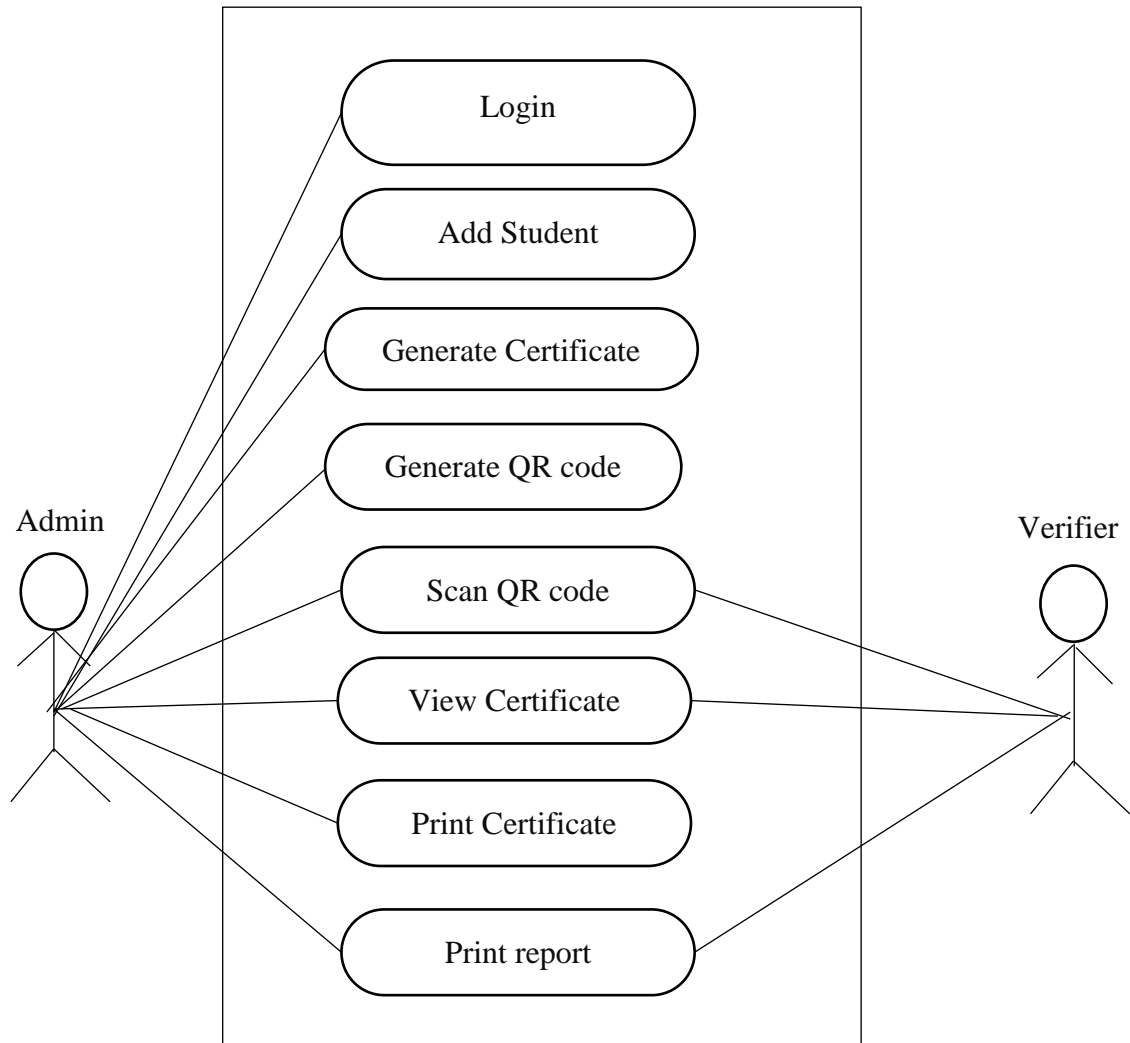 Login
Add Student
Generate Certificate
Generate QR code
Admin
Verifier
Scan QR code
View Certificate
Print Certificate
Print report